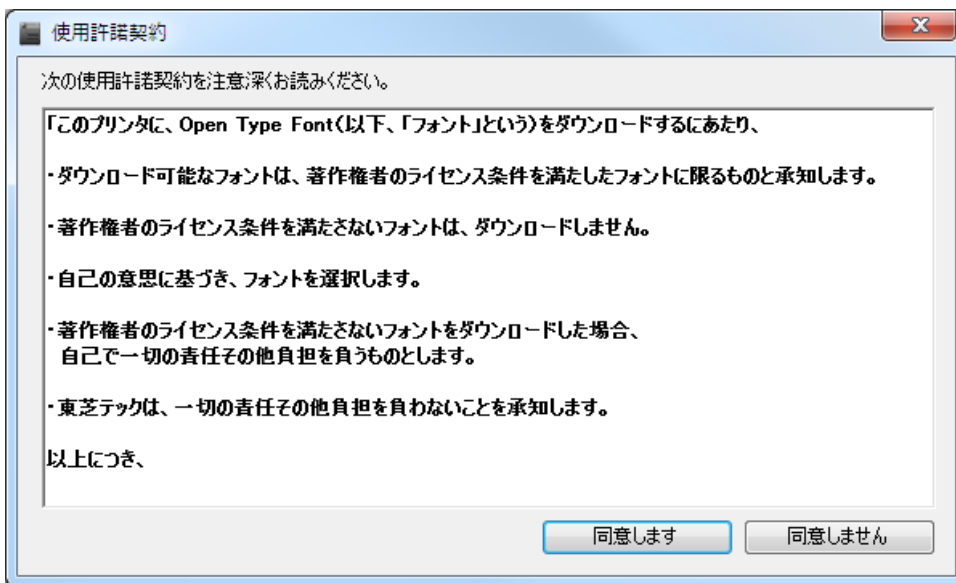 使用許諾契約
次の使用許諾契約を注意深くお読みください。
「このプリンタに、Open Type Font(以下、「フォント」という)をダウンロードするにあたり、
・ダウンロード可能なフォントは、著作権者のライセンス条件を満たしたフォントに限るものと承知します。
・著作権者のライセンス条件を満たさないフォントは、ダウンロードしません。
・自己の意思に基づき、フォントを選択します。
・著作権者のライセンス条件を満たさないフォントをダウンロードした場合、
自己で一切の責任その他負担を負うものとします。
・東芝テックは、一切の責任その他負担を負わないことを承知します。
以上につき、
同意します
同意しません